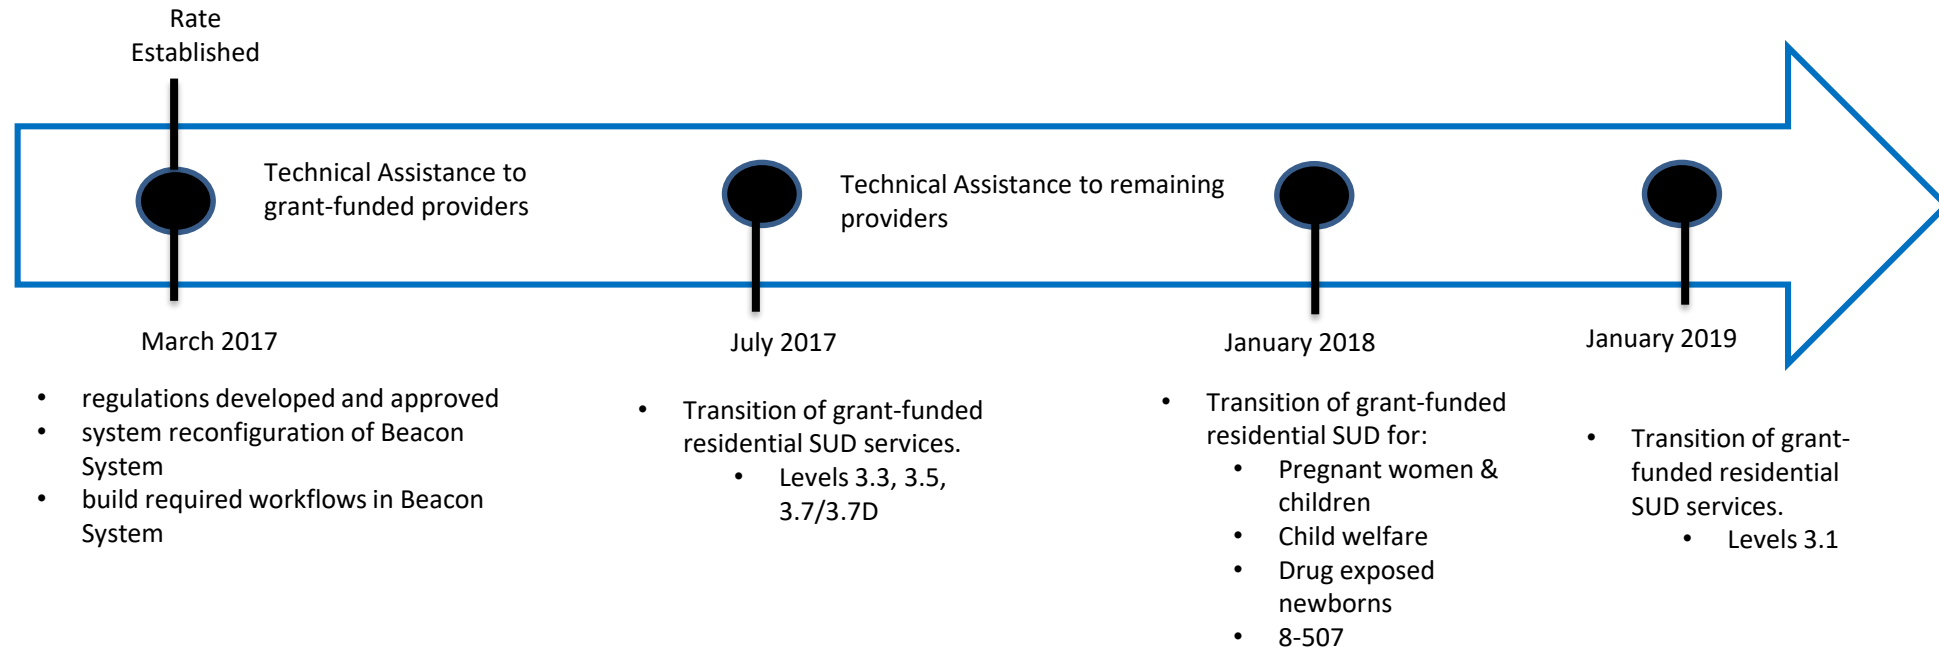 Rate
Established
Technical Assistance to
grant-funded providers
Technical Assistance to remaining
providers
March 2017
• regulations developed and approved
• system reconfiguration of Beacon
System
• build required workflows in Beacon
System
July 2017
• Transition of grant-funded
residential SUD services.
• Levels 3.3, 3.5,
3.7/3.7D
January 2018
• Transition of grant-funded
residential SUD for:
• Pregnant women &
children
• Child welfare
• Drug exposed
newborns
• 8-507
January 2019
• Transition of grant-
funded residential
SUD services.
• Levels 3.1